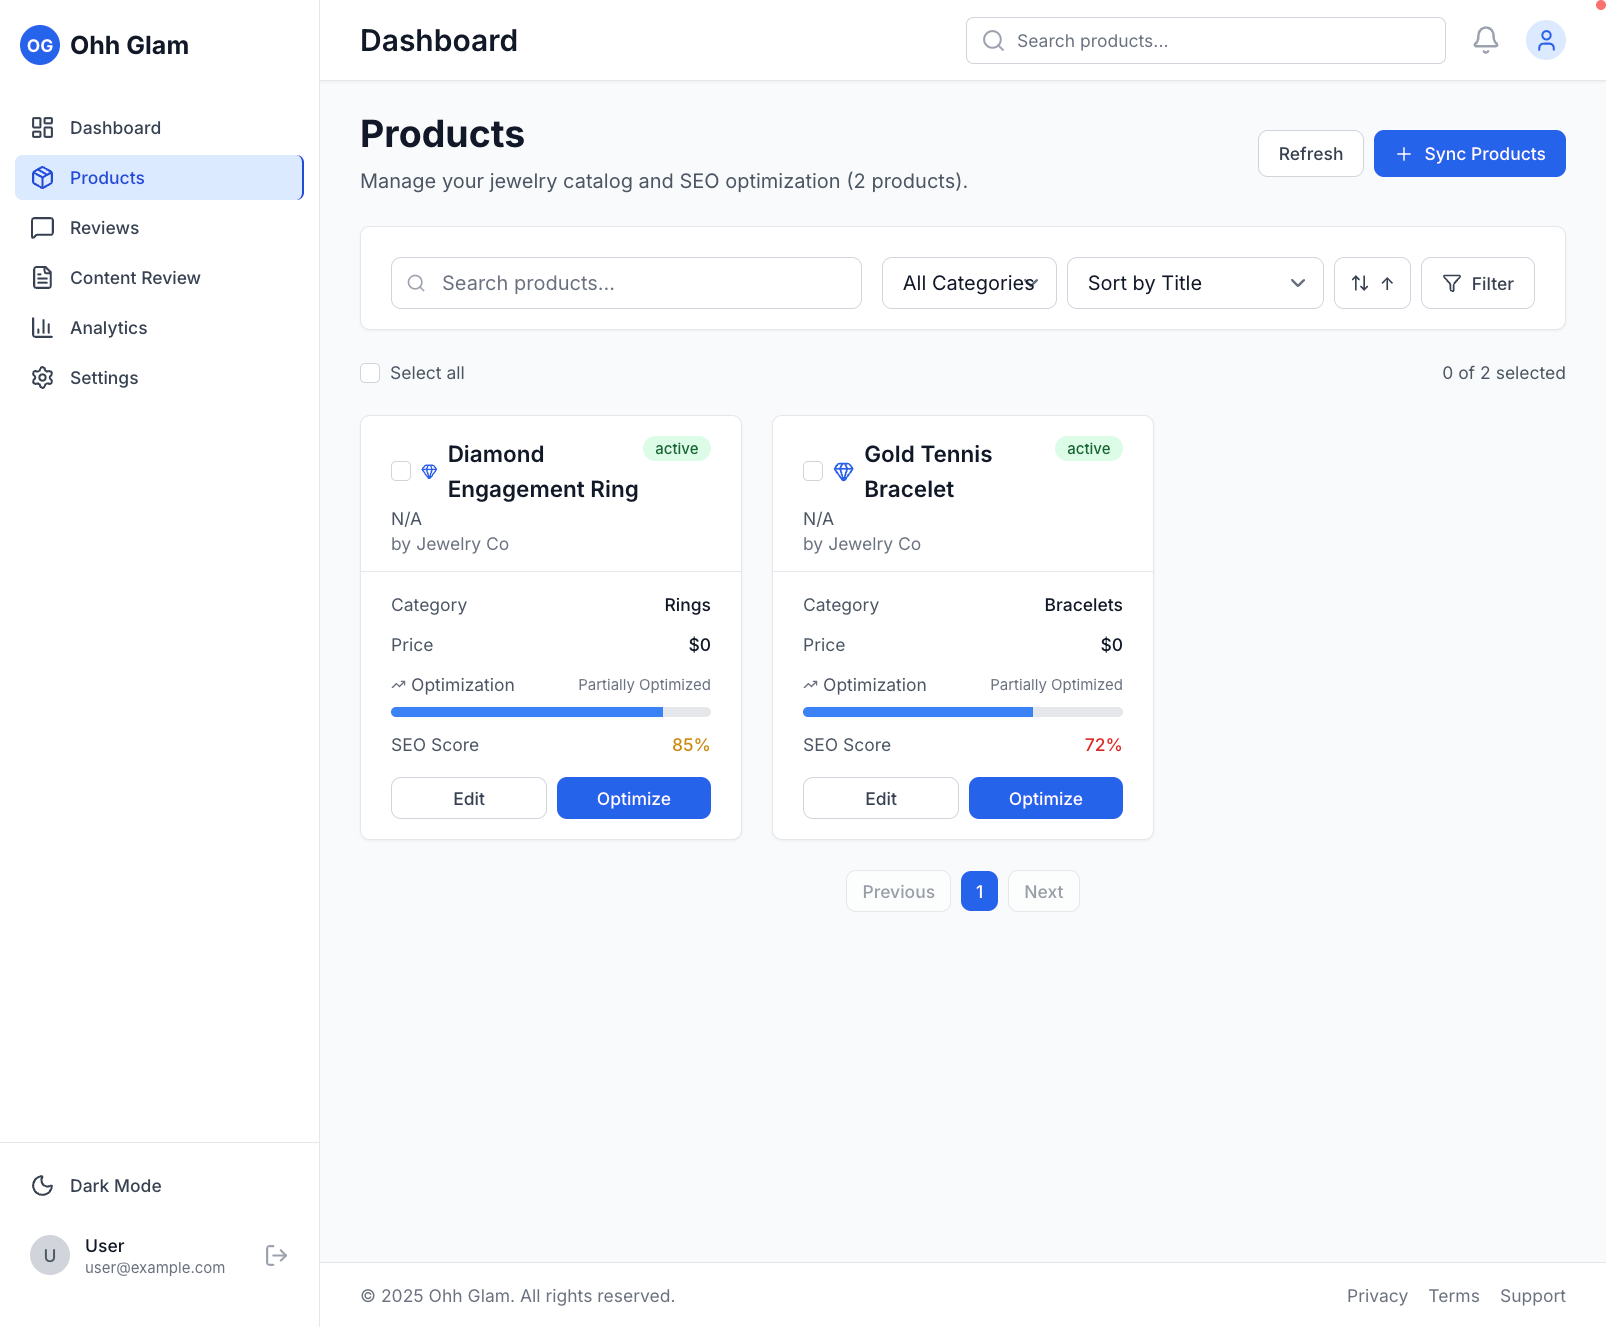 OG Ohh Glam
Dashboard
Products
Reviews
Content Review
Analytics
Settings
Dark Mode
U
User
user@example.com
Dashboard
Search products...
Products
Manage your jewelry catalog and SEO optimization (2 products).
Refresh
Sync Products
Search products...
All Categories
Sort by Title
Filter
Select all
0 of 2 selected
Diamond
Engagement Ring
active
N/A
by Jewelry Co
Category Rings
Price $0
Optimization Partially Optimized
SEO Score 85%
Edit Optimize
Gold Tennis
Bracelet
active
N/A
by Jewelry Co
Category Bracelets
Price $0
Optimization Partially Optimized
SEO Score 72%
Edit Optimize
Previous 1 Next
© 2025 Ohh Glam. All rights reserved.
Privacy Terms Support